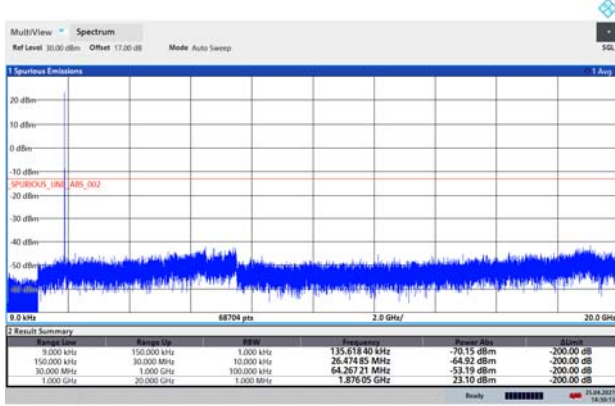 MultiView Spectrum
Ref Level 30.00 dBm Offset 17.00 dB Mode Auto Sweep
SGL
1 Spurious Emissions 1 Avg
20 dBm
10 dBm
0 dBm
-10 dBm
_SPURIOUS_LINE_ABS_002
-20 dBm
-30 dBm
-40 dBm
-50 dBm
9.0 kHz 68704 pts 2.0 GHz/ 20.0 GHz
2 Result Summary
Range Low Range Up RBW Frequency Power Abs ΔLimit
9.000 kHz 150.000 kHz 1.000 kHz 135.618 40 kHz -70.15 dBm -200.00 dB
150.000 kHz 30.000 MHz 10.000 kHz 26.474 85 MHz -64.92 dBm -200.00 dB
30.000 MHz 1.000 GHz 100.000 kHz 64.267 21 MHz -53.19 dBm -200.00 dB
1.000 GHz 20.000 GHz 1.000 MHz 1.876 05 GHz 23.10 dBm -200.00 dB
Ready 25.04.2021
14:30:13